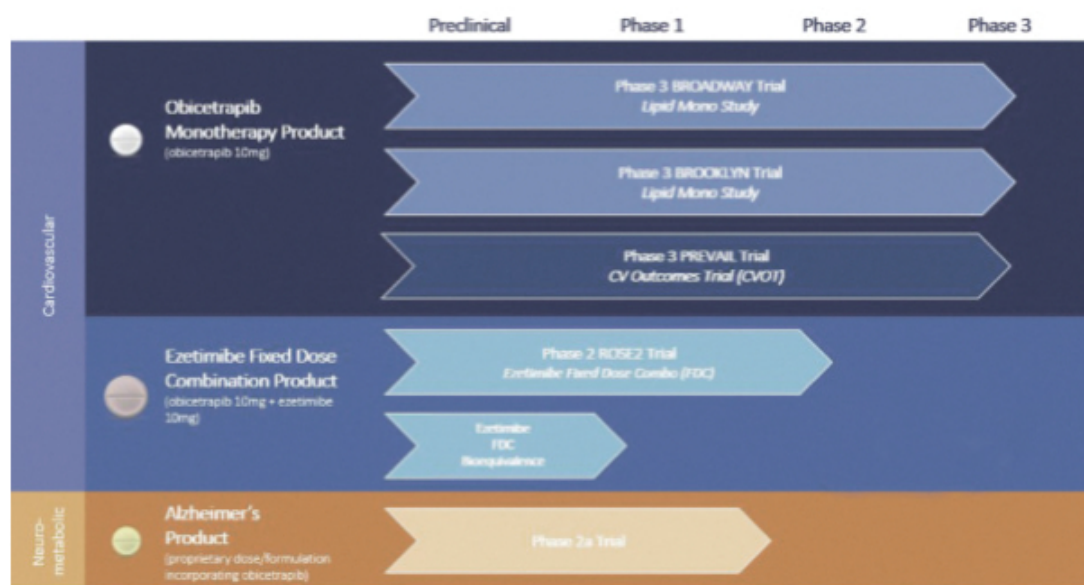 Preclinical Phase 1 Phase 2 Phase 3
Cardiovascular
Obicetrapib
Monotherapy Product
(obicetrapib 10mg)
Phase 3 BROADWAY Trial
Lipid Mono Study
Phase 3 BROOKLYN Trial
Lipid Mono Study
Phase 3 PREVAIL Trial
CV Outcomes Trial (CVOT)
Ezetimibe Fixed Dose
Combination Product
(obicetrapib 10mg + ezetimibe
10mg)
Phase 2 ROSE2 Trial
Ezetimibe Fixed Dose Combo (FDC)
Ezetimibe
FDC
Bioequivalence
Neuro-
metabolic
Alzheimer's
Product
(proprietary dose/formulation
incorporating obicetrapib)
Phase 2a Trial